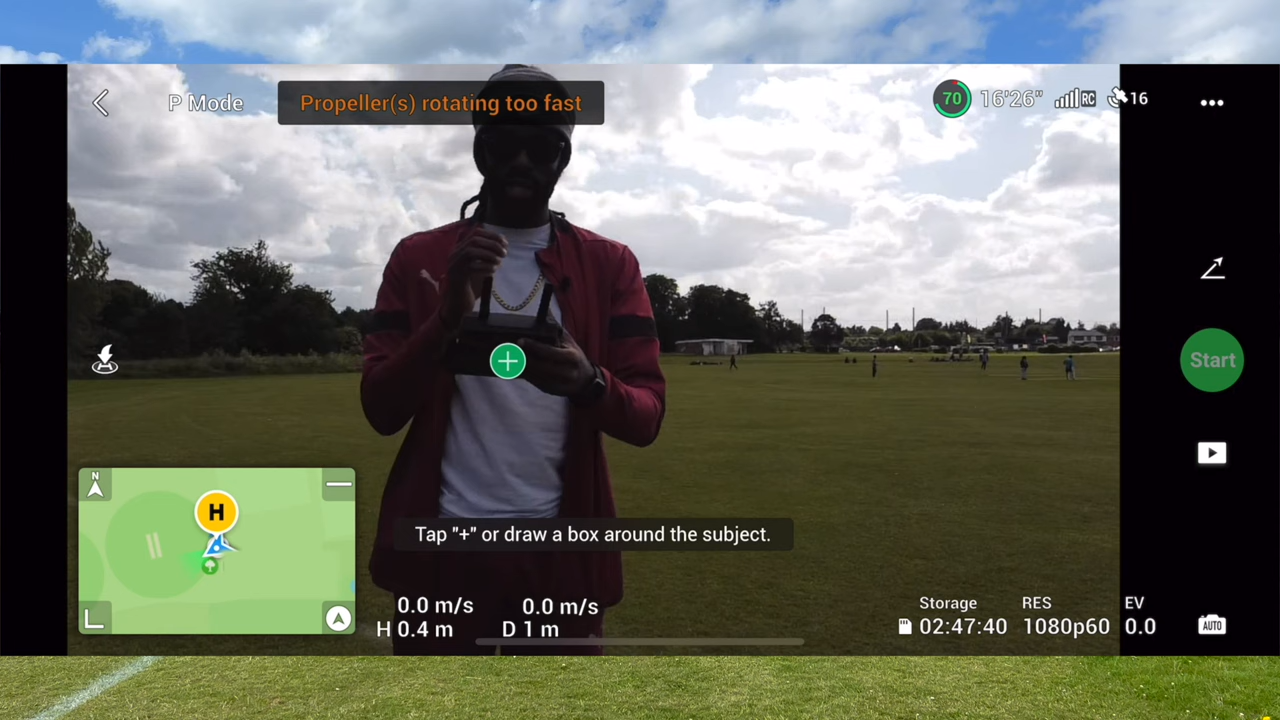 P Mode
Propeller(s) rotating too fast
70
16'26"
RC
16
Start
N
H
Tap "+" or draw a box around the subject.
0.0 m/s
0.0 m/s
H 0.4 m
D 1 m
Storage
RES
EV
02:47:40
1080p60
0.0
AUTO